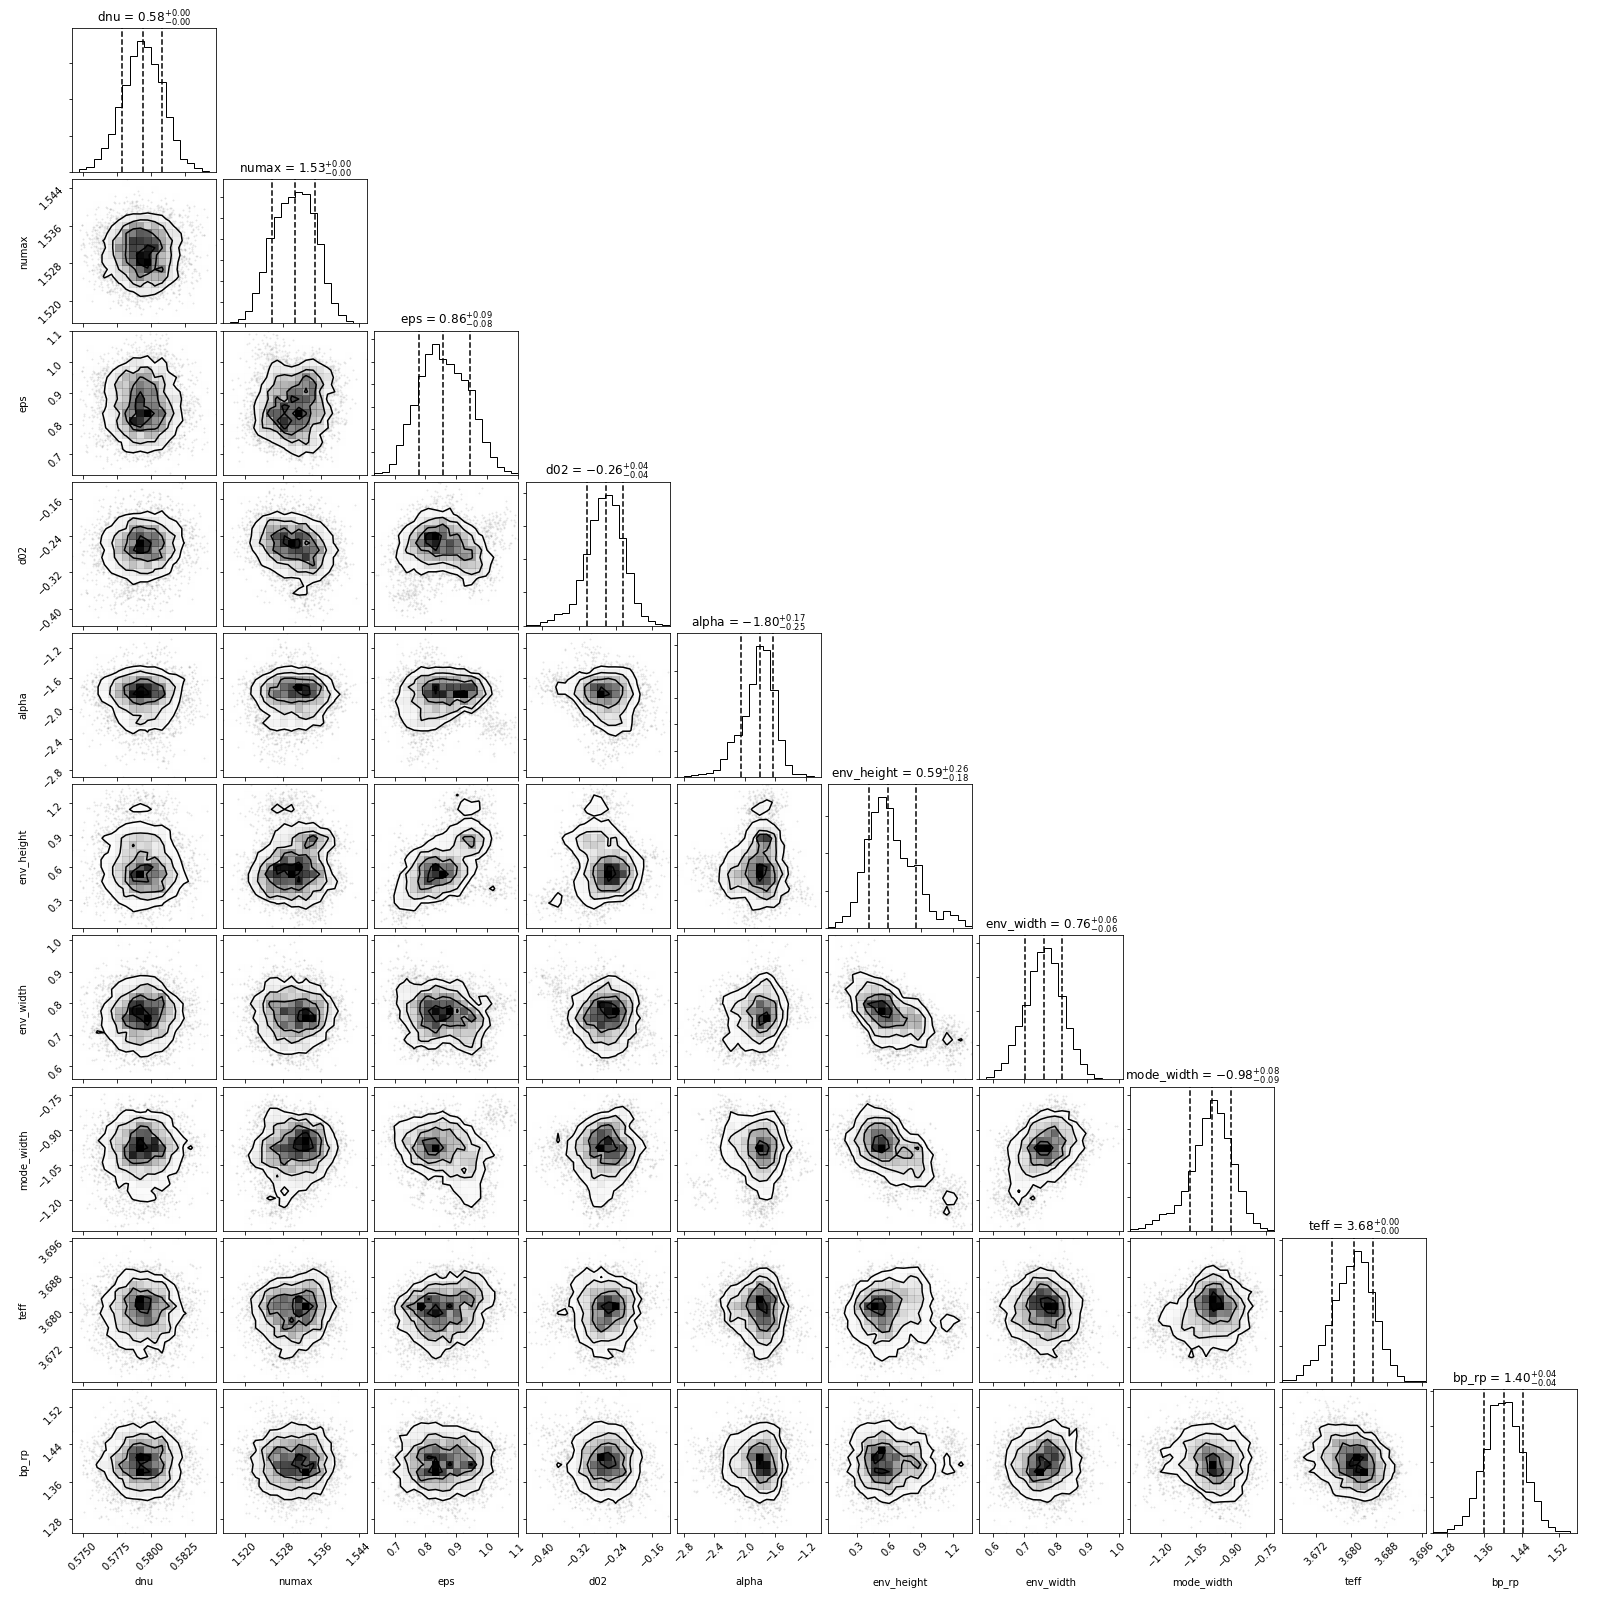 dnu = 0.58+0.00 −0.00
numax = 1.53+0.00 −0.00
numax
1.544
1.536
1.528
1.520
eps = 0.86+0.09 −0.08
eps
1.1
1.0
0.9
0.8
0.7
d02 = −0.26+0.04 −0.04
d02
−0.16
−0.24
−0.32
−0.40
alpha = −1.80+0.17 −0.25
alpha
−1.2
−1.6
−2.0
−2.4
−2.8
env_height = 0.59+0.26 −0.18
env_height
1.2
0.9
0.6
0.3
env_width = 0.76+0.06 −0.06
env_width
1.0
0.9
0.8
0.7
0.6
mode_width = −0.98+0.08 −0.09
mode_width
−0.75
−0.90
−1.05
−1.20
teff = 3.68+0.00 −0.00
teff
3.696
3.688
3.680
3.672
bp_rp = 1.40+0.04 −0.04
bp_rp
1.52
1.44
1.36
1.28
0.5750 0.5775 0.5800 0.5825 1.520 1.528 1.536 1.544 0.7 0.8 0.9 1.0 1.1 −0.40 −0.32 −0.24 −0.16 −2.8 −2.4 −2.0 −1.6 −1.2 0.3 0.6 0.9 1.2 0.6 0.7 0.8 0.9 1.0 −1.20 −1.05 −0.90 −0.75 3.672 3.680 3.688 3.696 1.28 1.36 1.44 1.52
dnu numax eps d02 alpha env_height env_width mode_width teff bp_rp